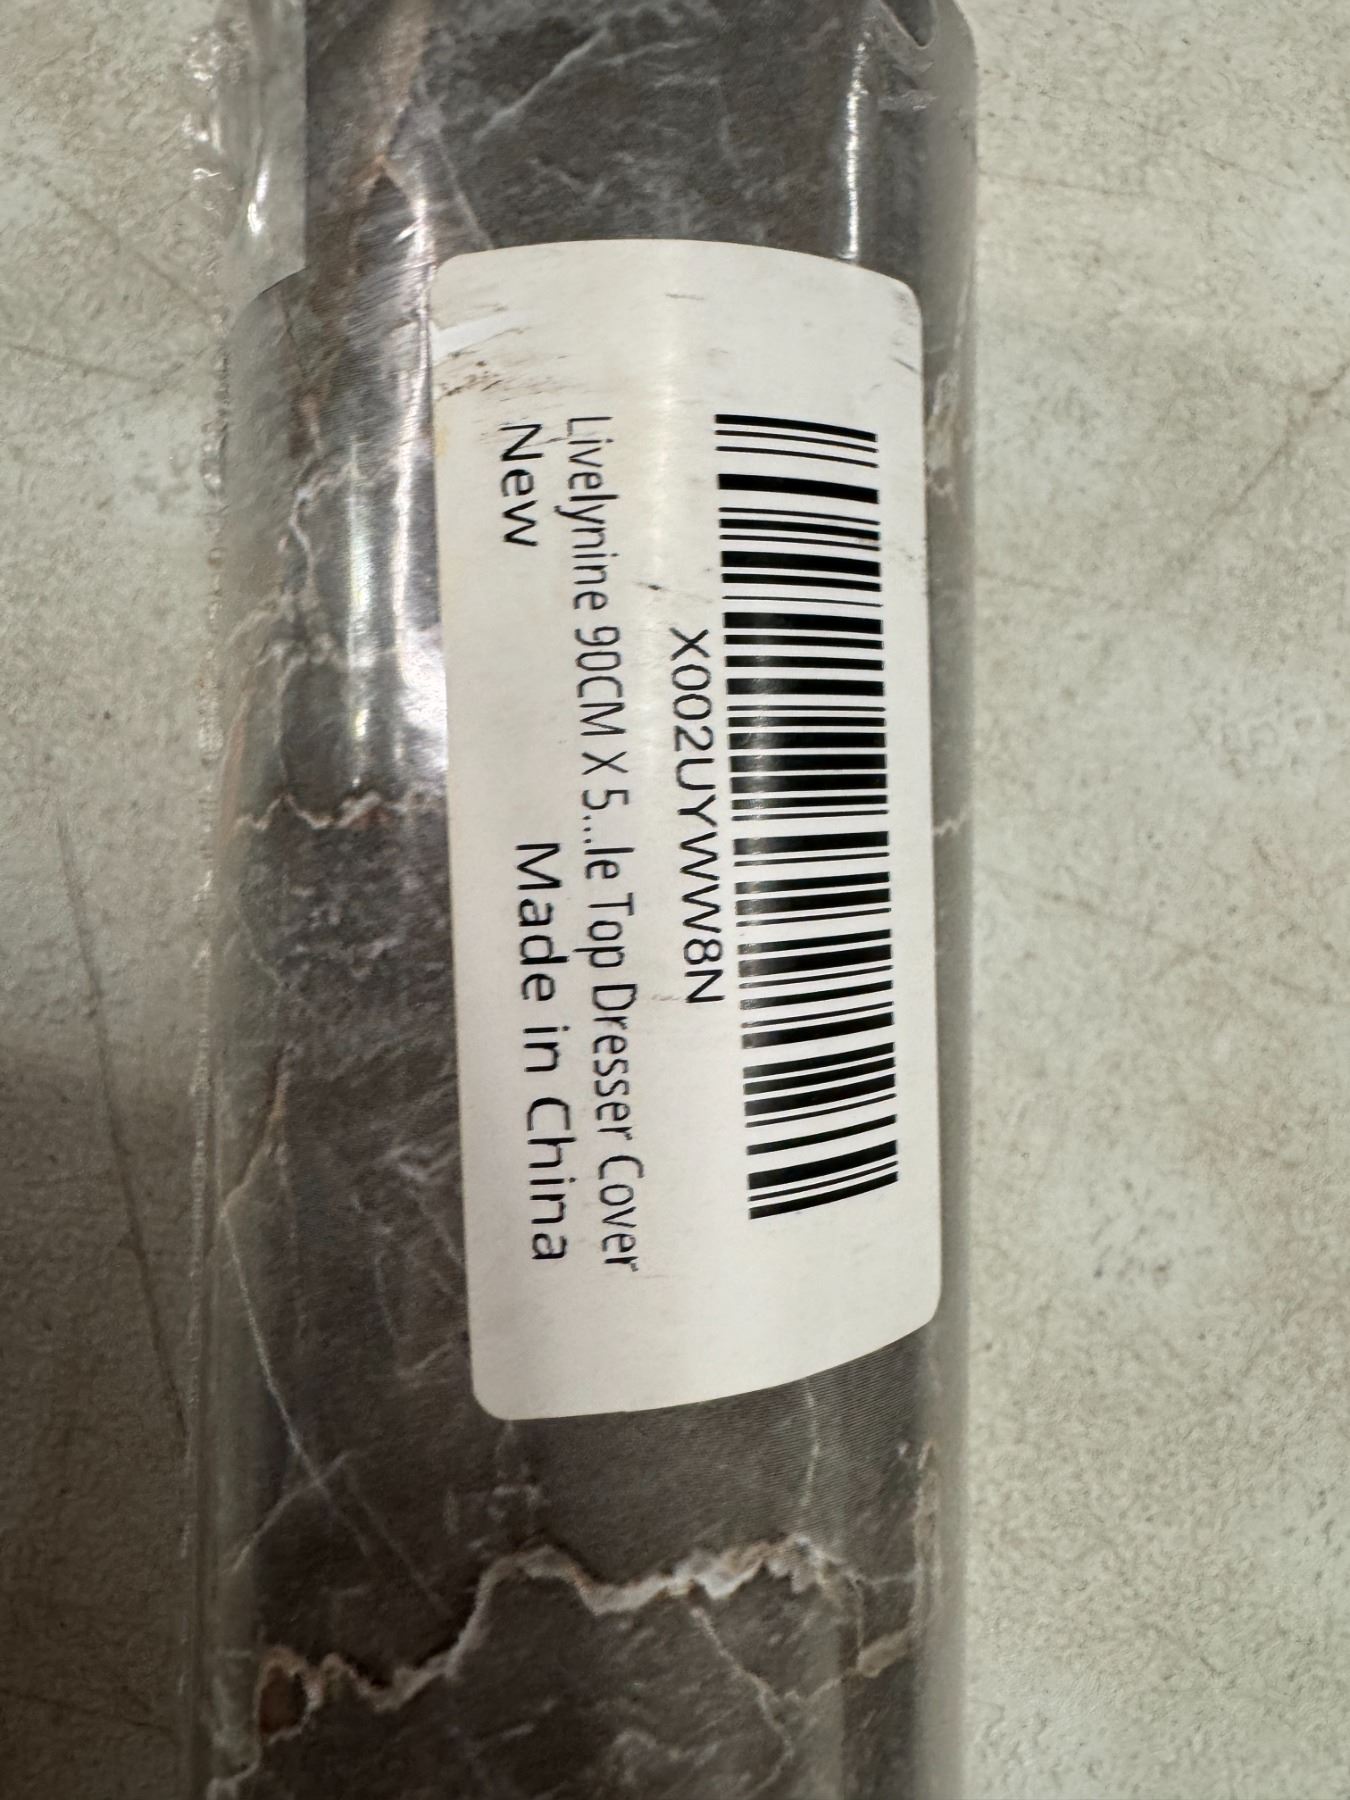 X002UYWW8N
Livelynine 90CM X 5...le Top Dresser Cover
New
Made in China